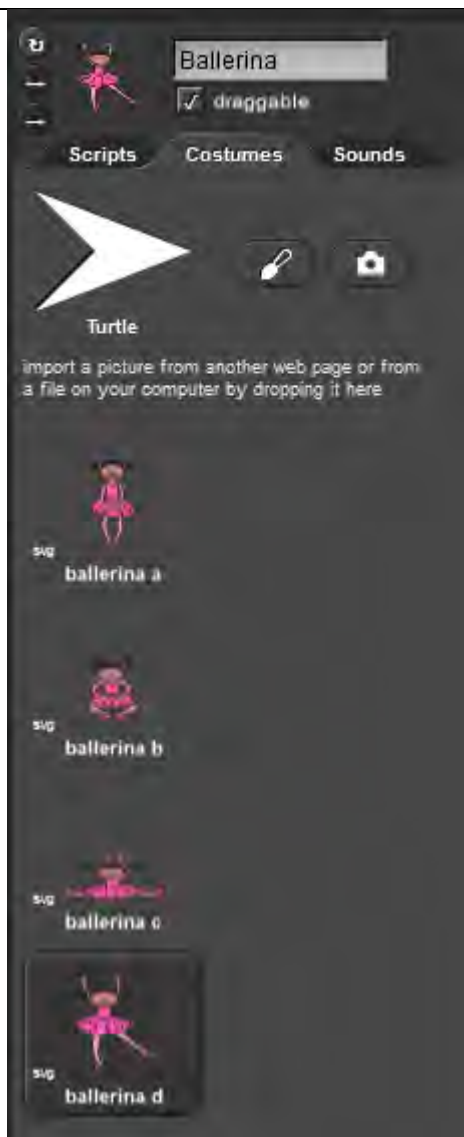 Ballerina
draggable
Scripts Costumes Sounds
Turtle
import a picture from another web page or from
a file on your computer by dropping it here
svg
ballerina a
svg
ballerina b
svg
ballerina c
svg
ballerina d